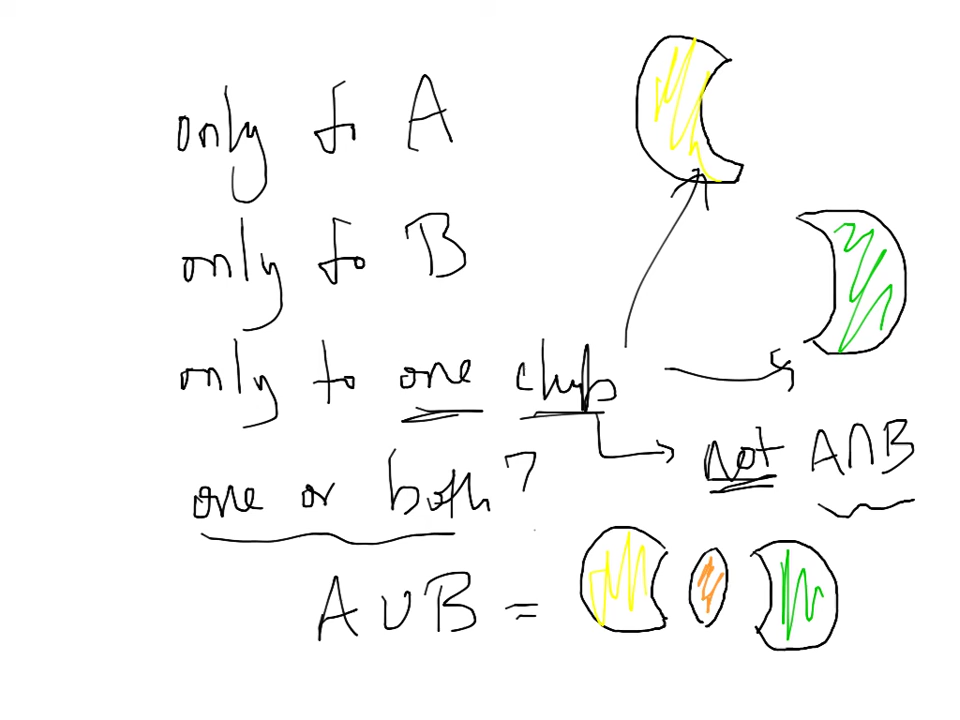 only to A
only to B
only to one club
not A∩B
one or both?
A∪B =